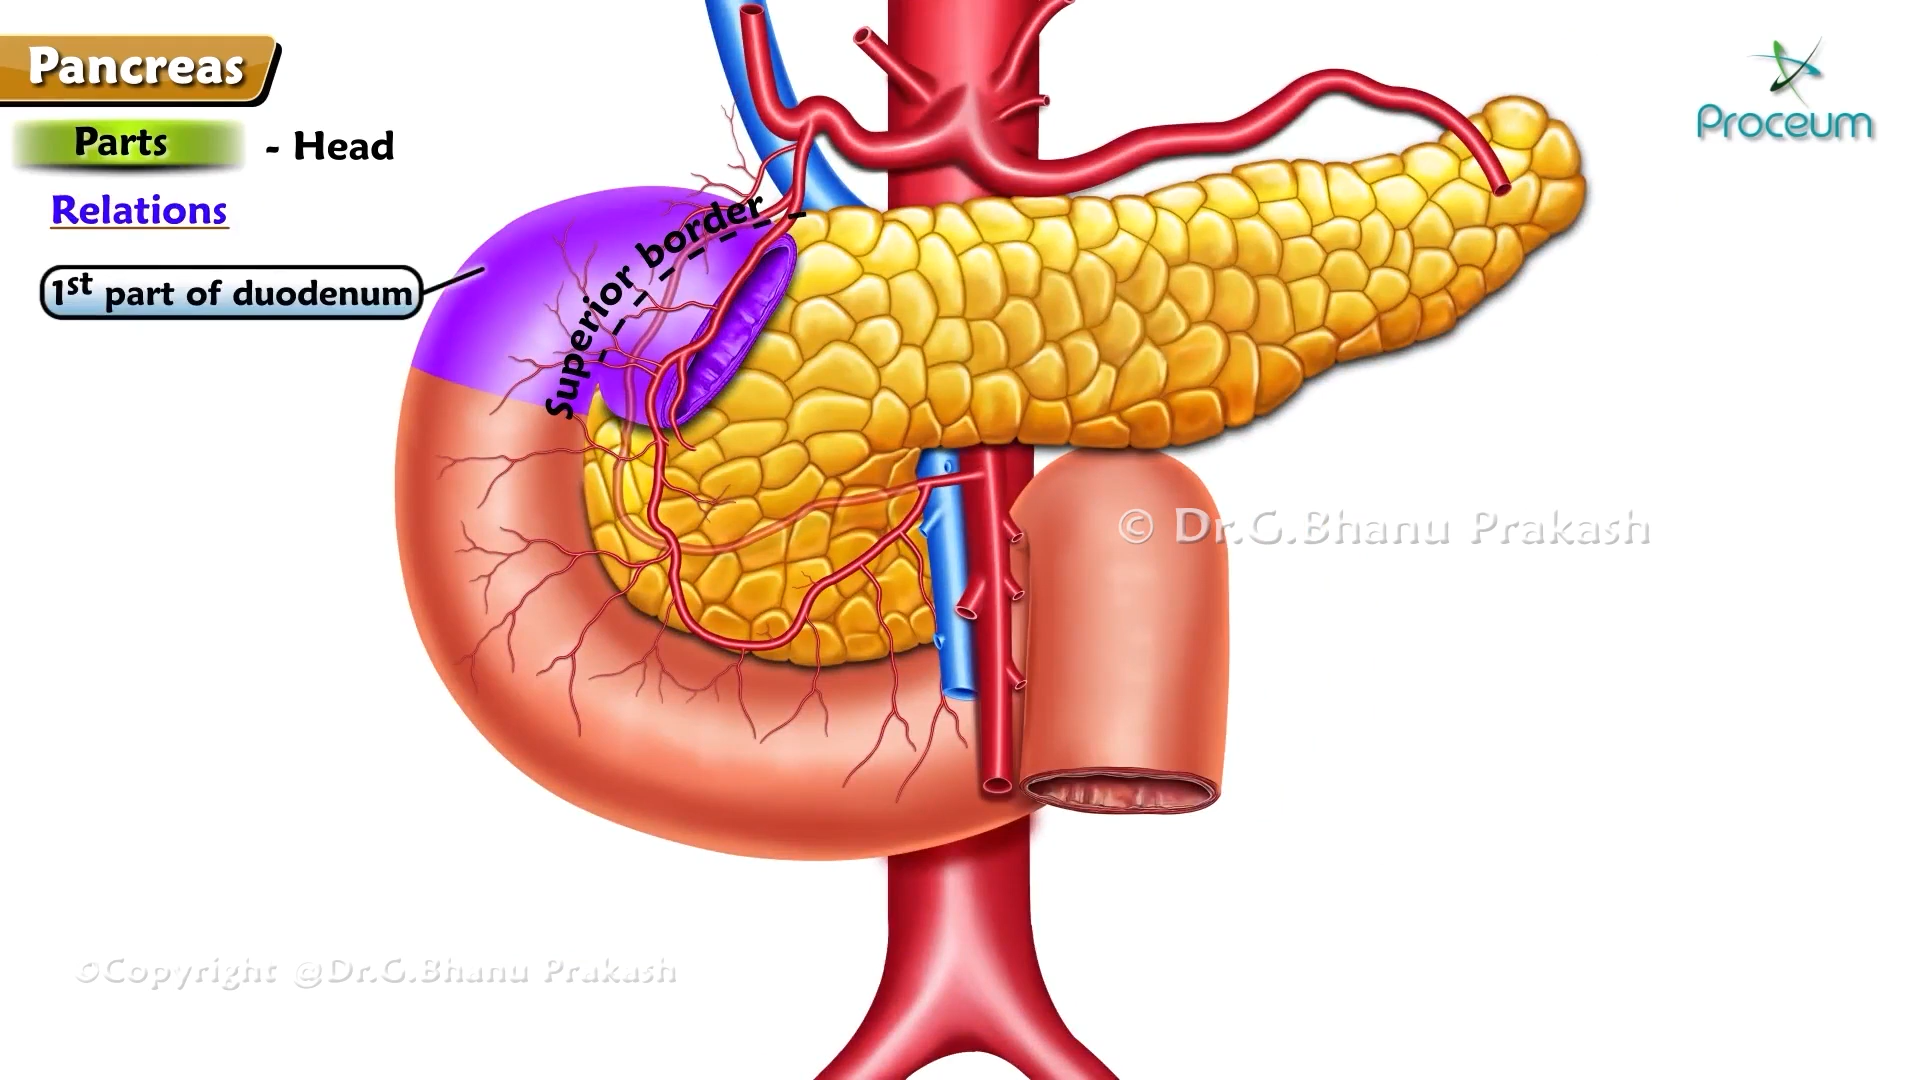 Pancreas
Parts - Head
Relations
1st part of duodenum
Superior border
Proceum
© Dr.G.Bhanu Prakash
©Copyright @Dr.G.Bhanu Prakash